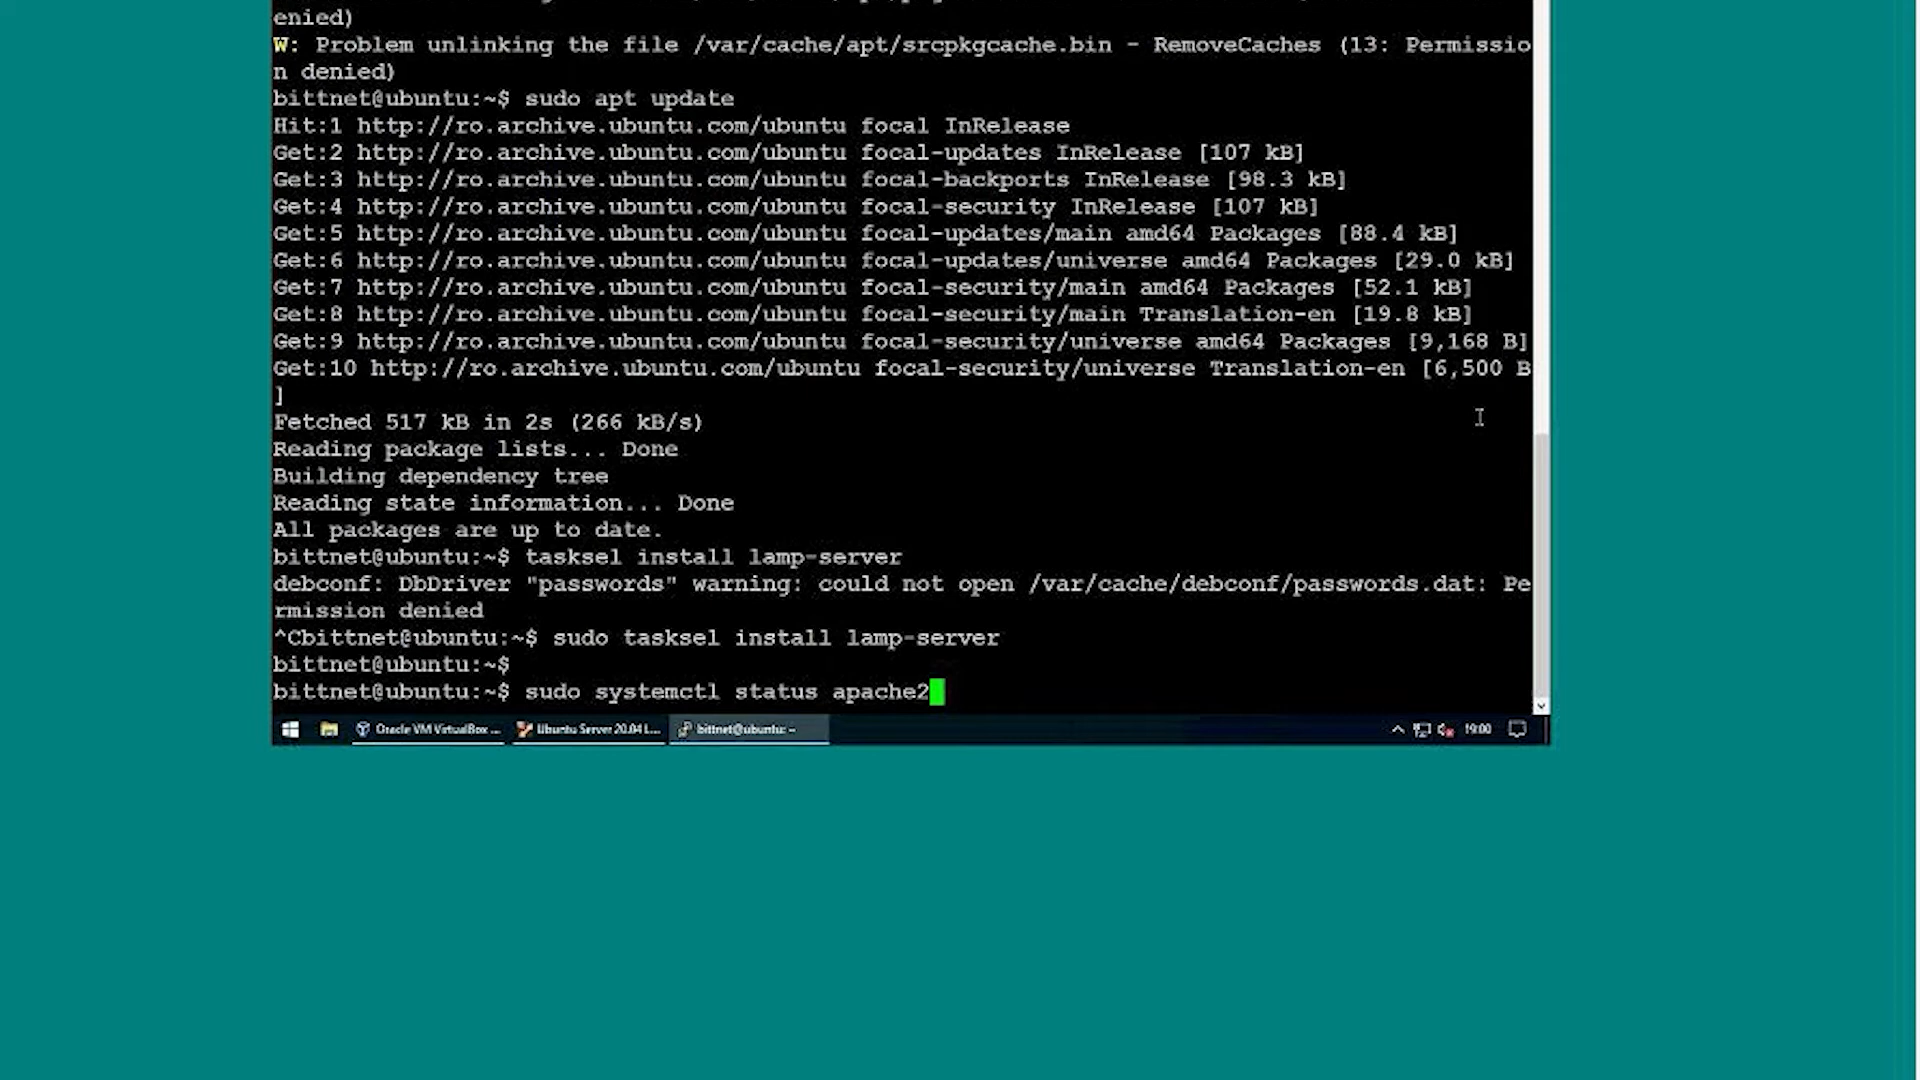 enied)
W: Problem unlinking the file /var/cache/apt/srcpkgcache.bin - RemoveCaches (13: Permissio
n denied)
bittnet@ubuntu:~$ sudo apt update
Hit:1 http://ro.archive.ubuntu.com/ubuntu focal InRelease
Get:2 http://ro.archive.ubuntu.com/ubuntu focal-updates InRelease [107 kB]
Get:3 http://ro.archive.ubuntu.com/ubuntu focal-backports InRelease [98.3 kB]
Get:4 http://ro.archive.ubuntu.com/ubuntu focal-security InRelease [107 kB]
Get:5 http://ro.archive.ubuntu.com/ubuntu focal-updates/main amd64 Packages [88.4 kB]
Get:6 http://ro.archive.ubuntu.com/ubuntu focal-updates/universe amd64 Packages [29.0 kB]
Get:7 http://ro.archive.ubuntu.com/ubuntu focal-security/main amd64 Packages [52.1 kB]
Get:8 http://ro.archive.ubuntu.com/ubuntu focal-security/main Translation-en [19.8 kB]
Get:9 http://ro.archive.ubuntu.com/ubuntu focal-security/universe amd64 Packages [9,168 B]
Get:10 http://ro.archive.ubuntu.com/ubuntu focal-security/universe Translation-en [6,500 B
]
Fetched 517 kB in 2s (266 kB/s)
Reading package lists... Done
Building dependency tree
Reading state information... Done
All packages are up to date.
bittnet@ubuntu:~$ tasksel install lamp-server
debconf: DbDriver "passwords" warning: could not open /var/cache/debconf/passwords.dat: Pe
rmission denied
^Cbittnet@ubuntu:~$ sudo tasksel install lamp-server
bittnet@ubuntu:~$
bittnet@ubuntu:~$ sudo systemctl status apache2
Oracle VM VirtualBox ... Ubuntu Server 20.04 L... bittnet@ubuntu: ~ 19:00